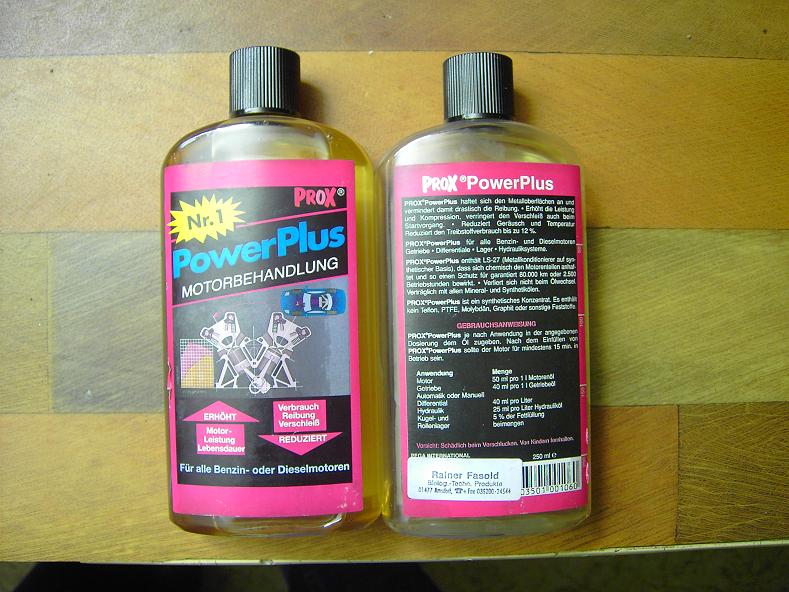 PROX®
Nr. 1
PowerPlus
MOTORBEHANDLUNG
ERHÖHT
Motor-
Leistung
Lebensdauer
Verbrauch
Reibung
Verschleiß
REDUZIERT
Für alle Benzin- oder Dieselmotoren
PROX®PowerPlus
PROX®PowerPlus haftet sich den Metalloberflächen an und
vermindert damit drastisch die Reibung. • Erhöht die Leistung
und Kompression, verringert den Verschleiß auch beim
Startvorgang. • Reduziert Geräusch und Temperatur
Reduziert den Treibstoffverbrauch bis zu 12 %.
PROX®PowerPlus für alle Benzin- und Dieselmotoren
Getriebe • Differentiale • Lager • Hydrauliksysteme.
PROX®PowerPlus enthält LS-27 (Metallkonditionier auf syn-
thetischer Basis), dass sich chemisch den Motorenteilen anhaf-
tet und so einen Schutz für garantiert 80.000 km oder 2.500
Betriebstunden bewirkt. • Verliert sich nicht beim Ölwechsel.
Verträglich mit allen Mineral- und Synthetikölen.
PROX®PowerPlus ist ein synthetisches Konzentrat. Es enthält
kein Teflon, PTFE, Molybdän, Graphit oder sonstige Feststoffe.
GEBRAUCHSANWEISUNG
PROX®PowerPlus je nach Anwendung in der angegebenen
Dosierung dem Öl zugeben. Nach dem Einfüllen von
PROX®PowerPlus sollte der Motor für mindestens 15 min. in
Betrieb sein.
Anwendung Menge
Motor 50 ml pro 1 l Motorenöl
Getriebe 40 ml pro 1 l Getriebeöl
Automatik oder Manuell
Differential 40 ml pro Liter
Hydraulik 25 ml pro Liter Hydrauliköl
Kugel- und 5 % der Fettfüllung
Rollenlager beimengen
Vorsicht: Schädlich beim Verschlucken. Von Kindern fernhalten.
INTERNATIONAL 250 ml e
Rainer Fasold
Biolog.-Techn. Produkte
01477 Arnsdorf, ☎+ Fax 035200-24544
03501 001060